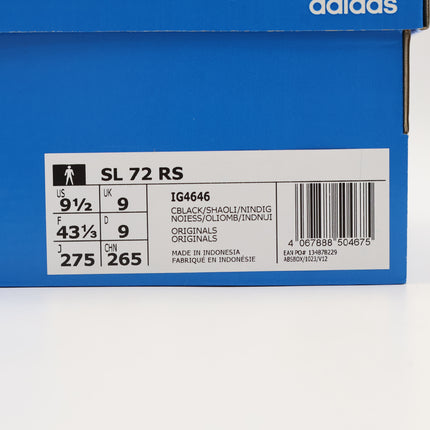 adidas
SL 72 RS
US 9½ UK 9
F 43⅓ D 9
J 275 CHN 265
IG4646
CBLACK/SHAOLI/NINDIG
NOIESS/OLIOMB/INDNUI
ORIGINALS
ORIGINALS
MADE IN INDONESIA
FABRIQUÉ EN INDONÉSIE
4 067888 504675
EAN PO# 134878229
ABSBOX/1021/V12